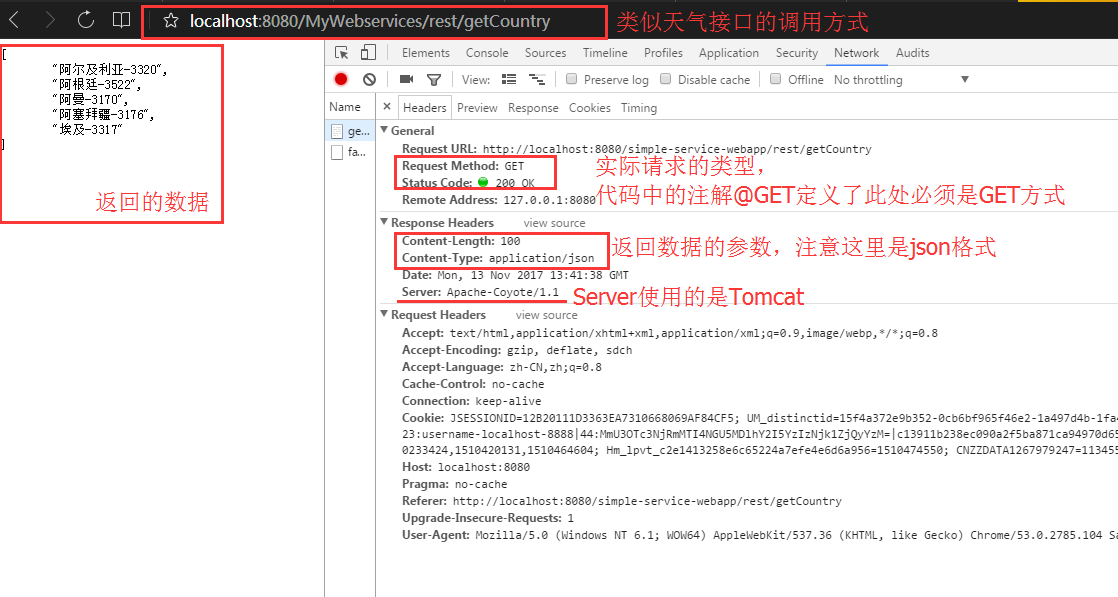 localhost:8080/MyWebservices/rest/getCountry
类似天气接口的调用方式
[
"阿尔及利亚-3320",
"阿根廷-3522",
"阿曼-3170",
"阿塞拜疆-3176",
"埃及-3317"
]
返回的数据
Elements Console Sources Timeline Profiles Application Security Network Audits
View: Preserve log Disable cache Offline No throttling
Name
ge...
fa...
× Headers Preview Response Cookies Timing
General
Request URL: http://localhost:8080/simple-service-webapp/rest/getCountry
Request Method: GET
Status Code: 200 OK
Remote Address: 127.0.0.1:8080
实际请求的类型，
代码中的注解@GET定义了此处必须是GET方式
Response Headers view source
Content-Length: 100
Content-Type: application/json
返回数据的参数，注意这里是json格式
Date: Mon, 13 Nov 2017 13:41:38 GMT
Server: Apache-Coyote/1.1
Server使用的是Tomcat
Request Headers view source
Accept: text/html,application/xhtml+xml,application/xml;q=0.9,image/webp,*/*;q=0.8
Accept-Encoding: gzip, deflate, sdch
Accept-Language: zh-CN,zh;q=0.8
Cache-Control: no-cache
Connection: keep-alive
Cookie: JSESSIONID=12B20111D3363EA7310668069AF84CF5; UM_distinctid=15f4a372e9b352-0cb6bf965f46e2-1a497d4b-1fa4
23:username-localhost-8888|44:MmU3OTc3NjRmMTI4NGU5MDlhY2I5YzIzNjk1ZjQyYzM=|c13911b238ec090a2f5ba871ca94970d65
0233424,1510420131,1510464604; Hm_lpvt_c2e1413258e6c65224a7efe4e6d6a956=1510474550; CNZZDATA1267979247=113455
Host: localhost:8080
Pragma: no-cache
Referer: http://localhost:8080/simple-service-webapp/rest/getCountry
Upgrade-Insecure-Requests: 1
User-Agent: Mozilla/5.0 (Windows NT 6.1; WOW64) AppleWebKit/537.36 (KHTML, like Gecko) Chrome/53.0.2785.104 Sa